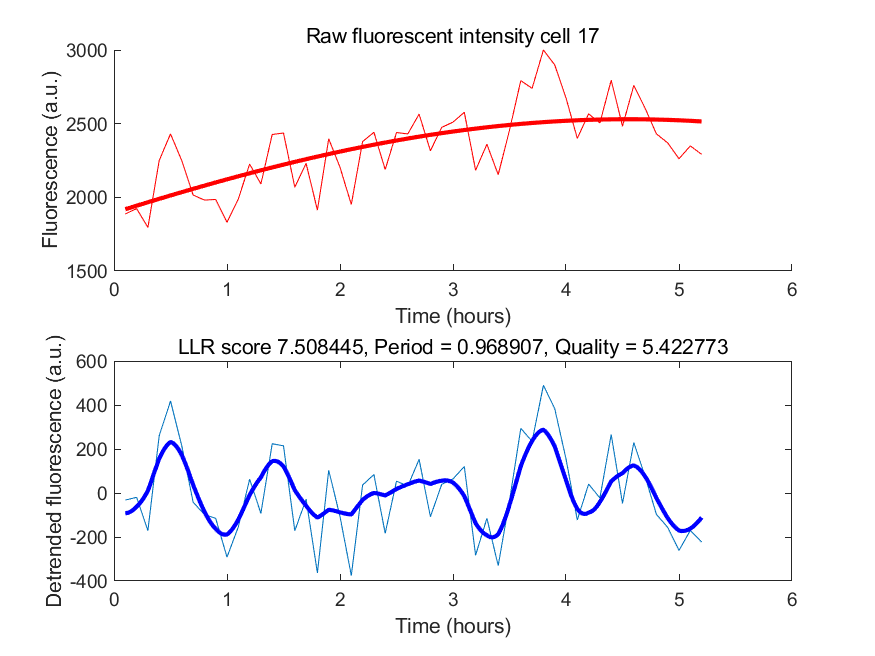 Raw fluorescent intensity cell 17
3000
2500
2000
1500
Fluorescence (a.u.)
0 1 2 3 4 5 6
Time (hours)
LLR score 7.508445, Period = 0.968907, Quality = 5.422773
600
400
200
0
-200
-400
Detrended fluorescence (a.u.)
0 1 2 3 4 5 6
Time (hours)